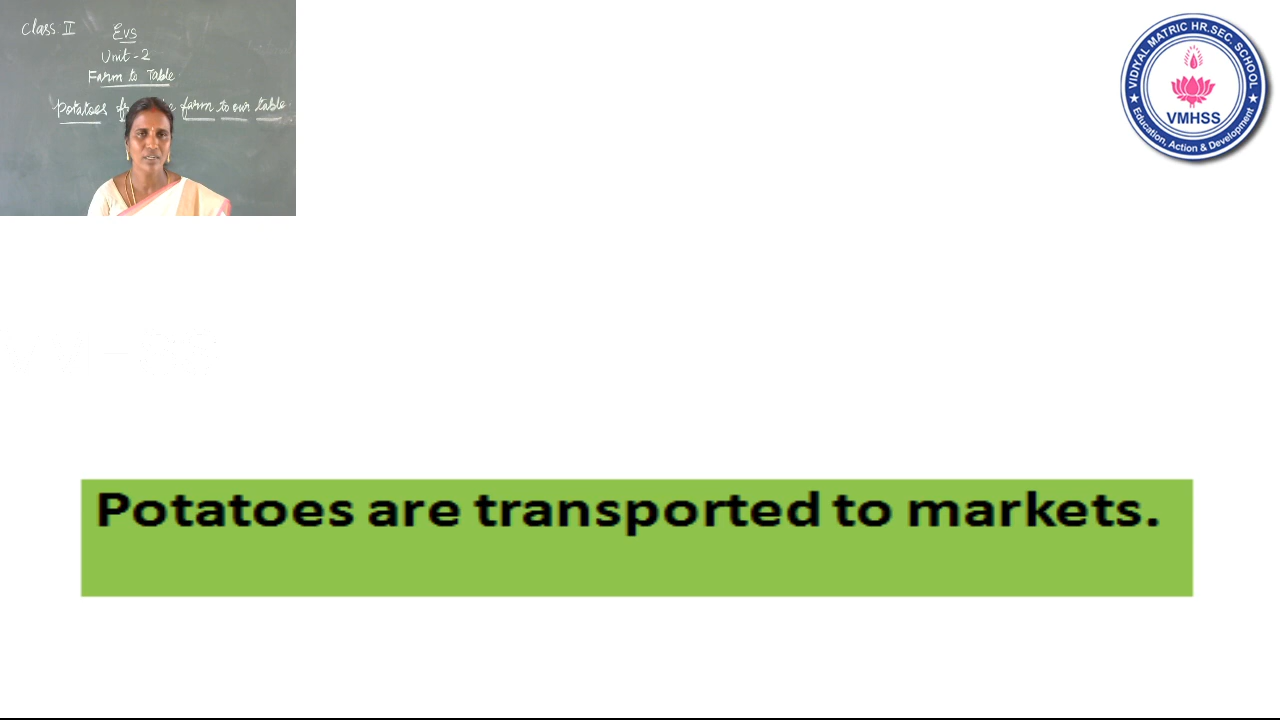 Class II
Evs
Unit - 2
Farm to Table
Potatoes farm to our table.
VIDIYAL MATRIC HR.SEC. SCHOOL
VMHSS
★ Education, Action & Development ★
Potatoes are transported to markets.